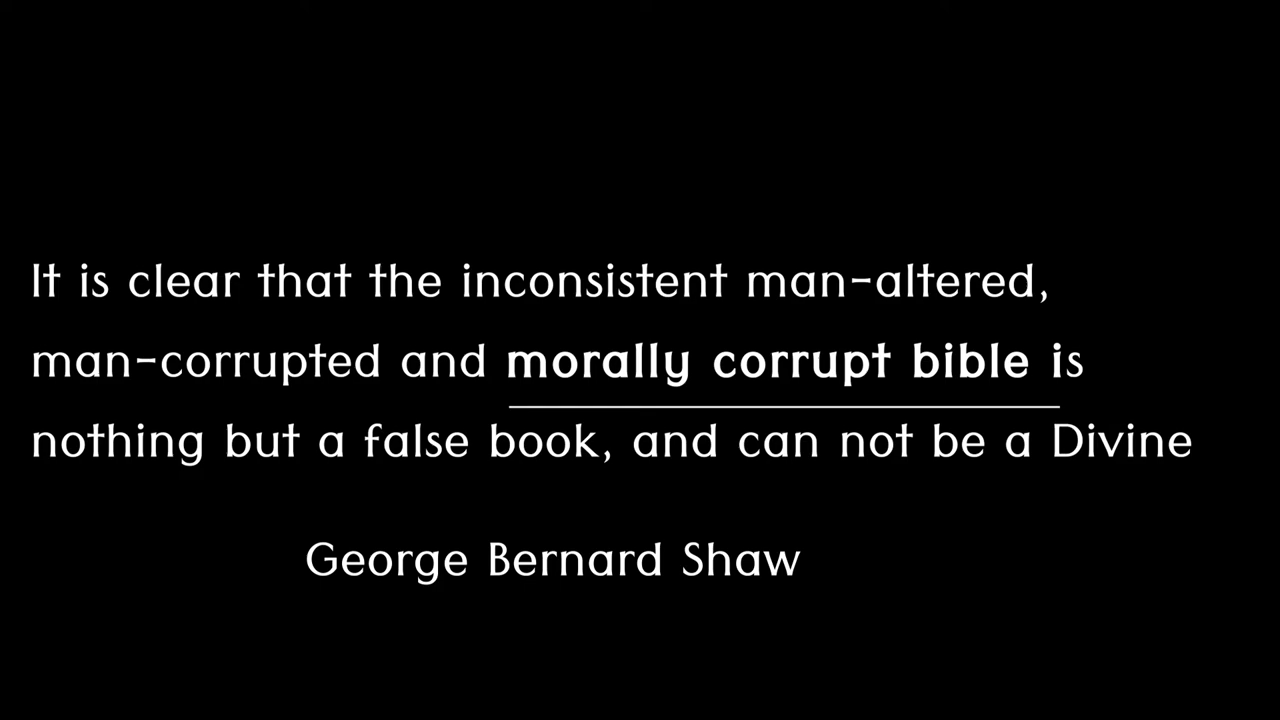 It is clear that the inconsistent man-altered,
man-corrupted and morally corrupt bible is
nothing but a false book, and can not be a Divine
George Bernard Shaw